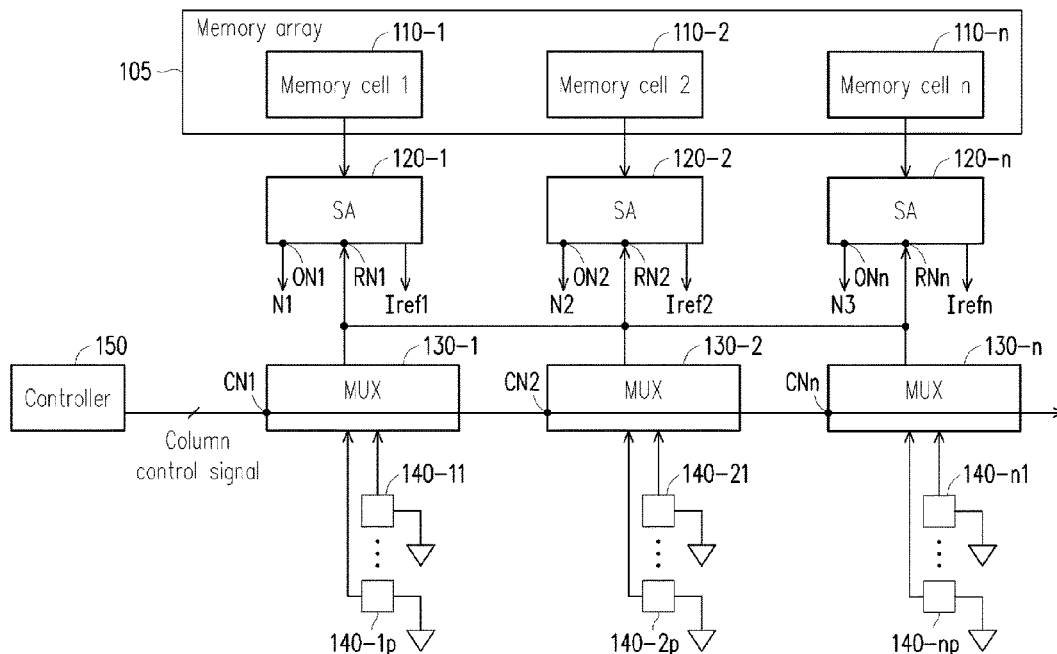 110-1
110-2
110-n
Memory array
105
Memory cell 1
Memory cell 2
Memory cell n
120-1
120-2
120-n
SA
SA
SA
ON1
RN1
ON2
RN2
ONn
RNn
N1
Iref1
N2
Iref2
N3
Irefn
150
130-1
130-2
130-n
Controller
CN1
MUX
CN2
MUX
CNn
MUX
Column
control signal
140-11
140-21
140-n1
140-1p
140-2p
140-np